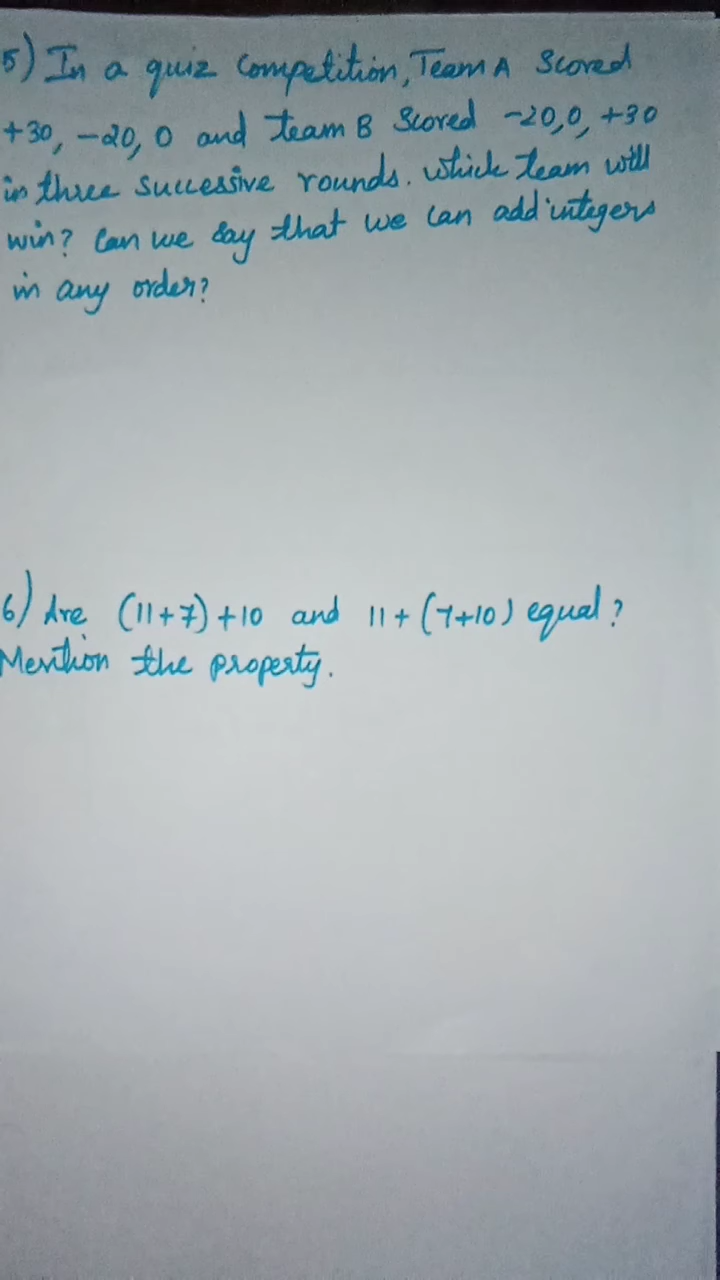 5) In a quiz Competition, Team A Scored
+30, -20, 0 and team B Scored -20, 0, +30
in three successive rounds. which team will
win? Can we say that we can add integers
in any order?
6) Are (11+7)+10 and 11+(7+10) equal?
Mention the property.